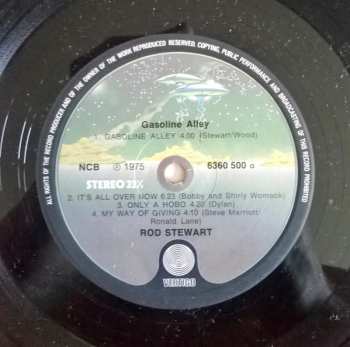 ALL RIGHTS OF THE RECORD PRODUCER AND OF THE OWNER OF THE WORK REPRODUCED RESERVED. COPYING, PUBLIC PERFORMANCE AND BROADCASTING OF THIS RECORD PROHIBITED
Gasoline Alley
1. GASOLINE ALLEY 4.00 (Stewart/Wood)
NCB ℗ 1975 6360 500
STEREO 33⅓
2. IT'S ALL OVER NOW 6.23 (Bobby and Shirly Womack)
3. ONLY A HOBO 4.20 (Dylan)
4. MY WAY OF GIVING 4.10 (Steve Marriott/
Ronald Lane)
ROD STEWART
VERTIGO